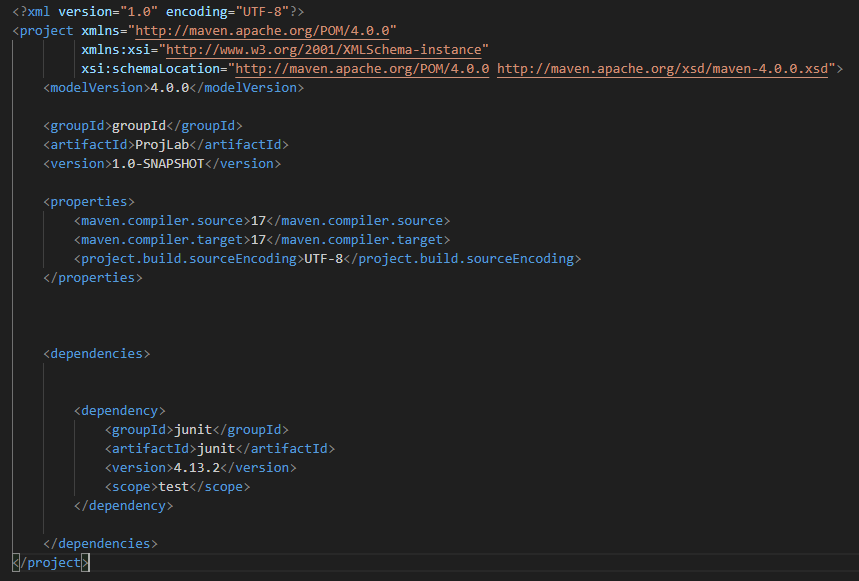 <?xml version="1.0" encoding="UTF-8"?>
<project xmlns="http://maven.apache.org/POM/4.0.0"
         xmlns:xsi="http://www.w3.org/2001/XMLSchema-instance"
         xsi:schemaLocation="http://maven.apache.org/POM/4.0.0 http://maven.apache.org/xsd/maven-4.0.0.xsd">
    <modelVersion>4.0.0</modelVersion>

    <groupId>groupId</groupId>
    <artifactId>ProjLab</artifactId>
    <version>1.0-SNAPSHOT</version>

    <properties>
        <maven.compiler.source>17</maven.compiler.source>
        <maven.compiler.target>17</maven.compiler.target>
        <project.build.sourceEncoding>UTF-8</project.build.sourceEncoding>
    </properties>

    <dependencies>

        <dependency>
            <groupId>junit</groupId>
            <artifactId>junit</artifactId>
            <version>4.13.2</version>
            <scope>test</scope>
        </dependency>

    </dependencies>
</project>